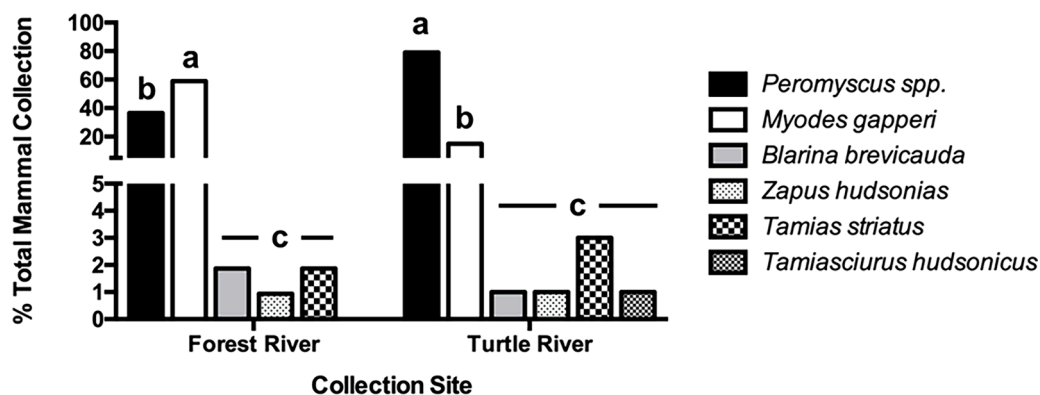 % Total Mammal Collection
100
80
60
40
20
5
4
3
2
1
0
b
a
c
a
b
c
Forest River
Turtle River
Collection Site
Peromyscus spp.
Myodes gapperi
Blarina brevicauda
Zapus hudsonias
Tamias striatus
Tamiasciurus hudsonicus